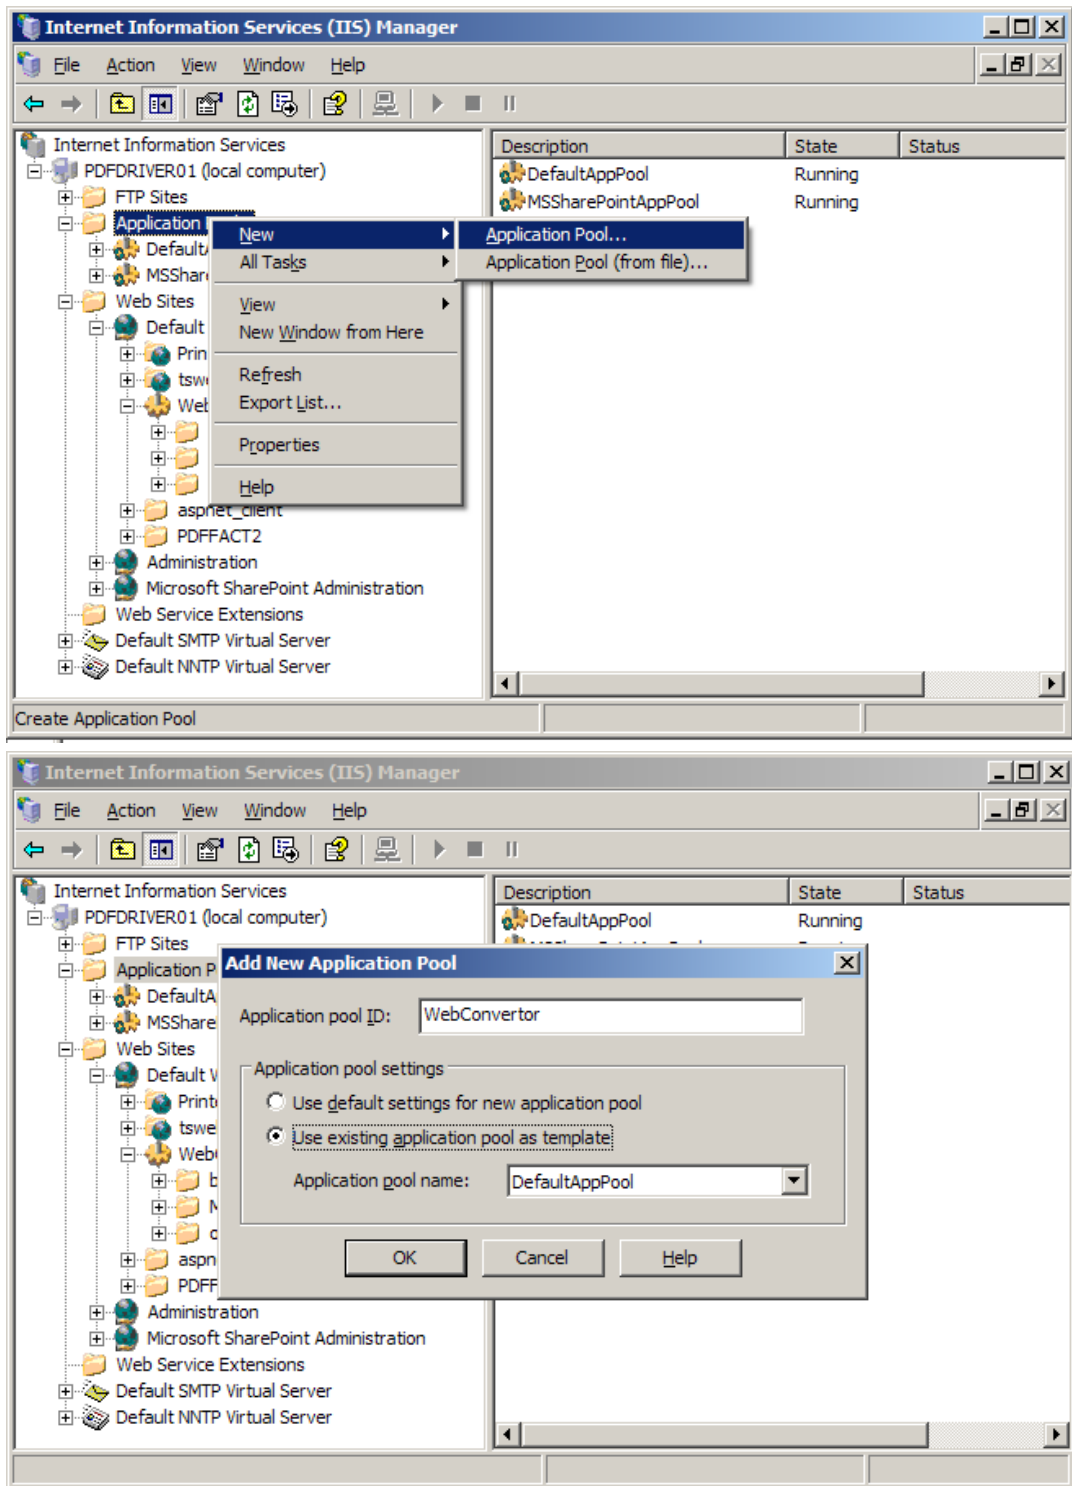 Internet Information Services (IIS) Manager
File Action View Window Help
Internet Information Services
PDFDRIVER01 (local computer)
FTP Sites
Application
Default
MSShar
Web Sites
Default
Prin
tsw
Web
aspnet_client
PDFFACT2
Administration
Microsoft SharePoint Administration
Web Service Extensions
Default SMTP Virtual Server
Default NNTP Virtual Server
New
All Tasks
View
New Window from Here
Refresh
Export List...
Properties
Help
Application Pool...
Application Pool (from file)...
Description State Status
DefaultAppPool Running
MSSharePointAppPool Running
Create Application Pool
Internet Information Services (IIS) Manager
File Action View Window Help
Internet Information Services
PDFDRIVER01 (local computer)
FTP Sites
Application P
DefaultA
MSShare
Web Sites
Default W
Print
tswe
Web
b
M
aspn
PDFF
Administration
Microsoft SharePoint Administration
Web Service Extensions
Default SMTP Virtual Server
Default NNTP Virtual Server
Description State Status
DefaultAppPool Running
Add New Application Pool
Application pool ID: WebConvertor
Application pool settings
Use default settings for new application pool
Use existing application pool as template
Application pool name: DefaultAppPool
OK Cancel Help